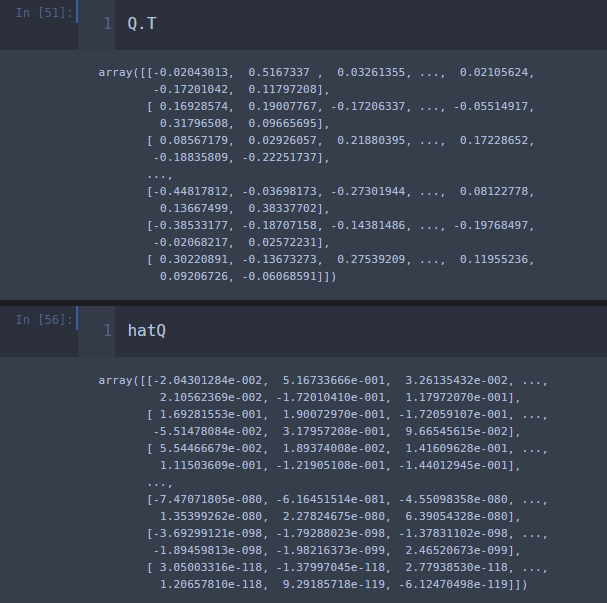 In [51]:
1 Q.T
array([[-0.02043013,  0.5167337 ,  0.03261355, ...,  0.02105624,
        -0.17201042,  0.11797208],
       [ 0.16928574,  0.19007767, -0.17206337, ..., -0.05514917,
         0.31796508,  0.09665695],
       [ 0.08567179,  0.02926057,  0.21880395, ...,  0.17228652,
        -0.18835809, -0.22251737],
       ...,
       [-0.44817812, -0.03698173, -0.27301944, ...,  0.08122778,
         0.13667499,  0.38337702],
       [-0.38533177, -0.18707158, -0.14381486, ..., -0.19768497,
        -0.02068217,  0.02572231],
       [ 0.30220891, -0.13673273,  0.27539209, ...,  0.11955236,
         0.09206726, -0.06068591]])
In [56]:
1 hatQ
array([[-2.04301284e-002,  5.16733666e-001,  3.26135432e-002, ...,
         2.10562369e-002, -1.72010410e-001,  1.17972070e-001],
       [ 1.69281553e-001,  1.90072970e-001, -1.72059107e-001, ...,
        -5.51478084e-002,  3.17957208e-001,  9.66545615e-002],
       [ 5.54466679e-002,  1.89374008e-002,  1.41609628e-001, ...,
         1.11503609e-001, -1.21905108e-001, -1.44012945e-001],
       ...,
       [-7.47071805e-080, -6.16451514e-081, -4.55098358e-080, ...,
         1.35399262e-080,  2.27824675e-080,  6.39054328e-080],
       [-3.69299121e-098, -1.79288023e-098, -1.37831102e-098, ...,
        -1.89459813e-098, -1.98216373e-099,  2.46520673e-099],
       [ 3.05003316e-118, -1.37997045e-118,  2.77938530e-118, ...,
         1.20657810e-118,  9.29185718e-119, -6.12470498e-119]])